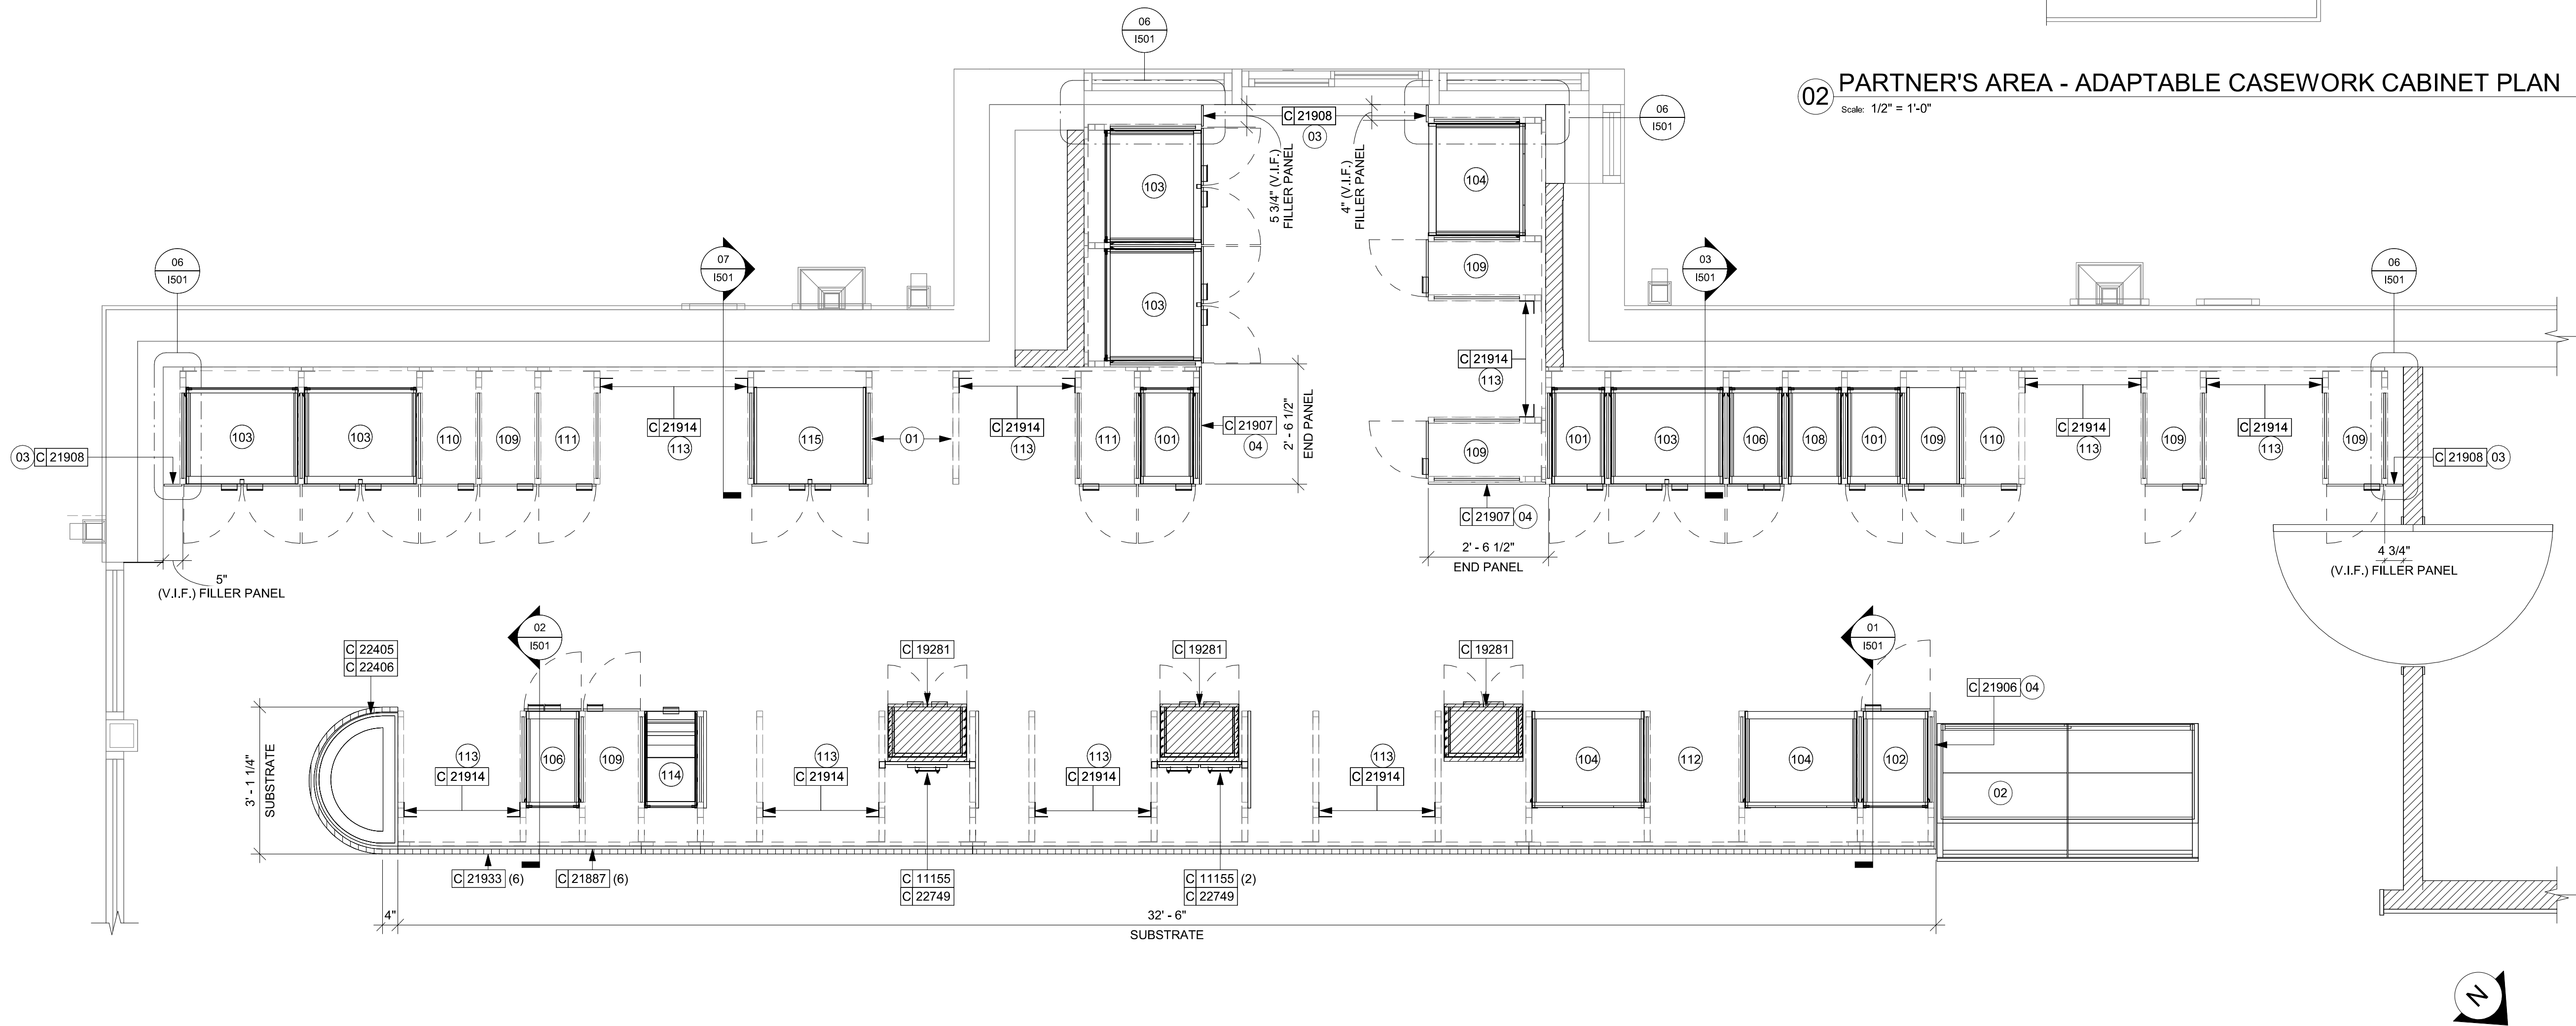 06
I501
02 PARTNER'S AREA - ADAPTABLE CASEWORK CABINET PLAN
Scale: 1/2" = 1'-0"
C 21908
03
06
I501
5 3/4" (V.I.F.)
FILLER PANEL
4" (V.I.F.)
FILLER PANEL
103
104
06
I501
07
I501
103
109
03
I501
06
I501
C 21914
113
03 C 21908
103
103
110
109
111
C 21914
113
115
01
C 21914
113
111
101
C 21907
04
2' - 6 1/2"
END PANEL
109
101
103
106
108
101
109
110
C 21914
113
109
C 21914
113
109
C 21908 03
C 21907 04
2' - 6 1/2"
END PANEL
5"
(V.I.F.) FILLER PANEL
4 3/4"
(V.I.F.) FILLER PANEL
02
I501
01
I501
C 22405
C 22406
C 19281
C 19281
C 19281
C 21906 04
3' - 1 1/4"
SUBSTRATE
113
C 21914
106
109
114
113
C 21914
113
C 21914
113
C 21914
104
112
104
102
02
C 21933 (6)
C 21887 (6)
C 11155
C 22749
C 11155 (2)
C 22749
4"
32' - 6"
SUBSTRATE
N